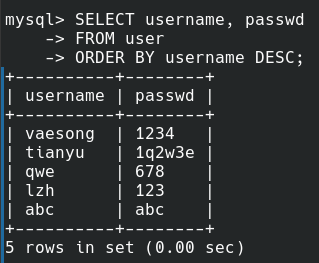 mysql> SELECT username, passwd
    -> FROM user
    -> ORDER BY username DESC;
+----------+--------+
| username | passwd |
+----------+--------+
| vaesong  | 1234   |
| tianyu   | 1q2w3e |
| qwe      | 678    |
| lzh      | 123    |
| abc      | abc    |
+----------+--------+
5 rows in set (0.00 sec)